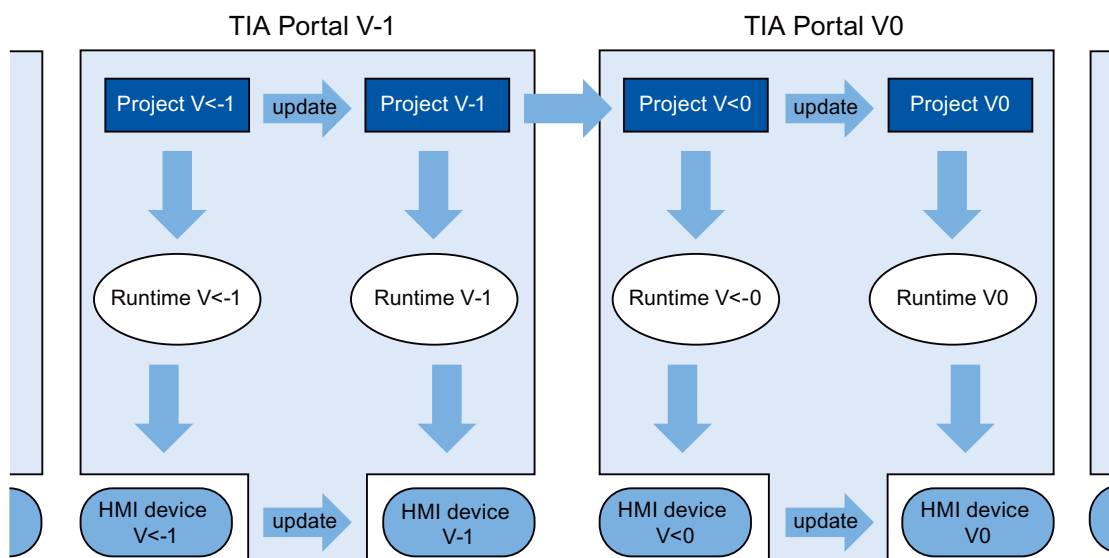 TIA Portal V-1
TIA Portal V0
Project V<-1
update
Project V-1
Project V<0
update
Project V0
Runtime V<-1
Runtime V-1
Runtime V<-0
Runtime V0
HMI device
V<-1
update
HMI device
V-1
HMI device
V<0
update
HMI device
V0